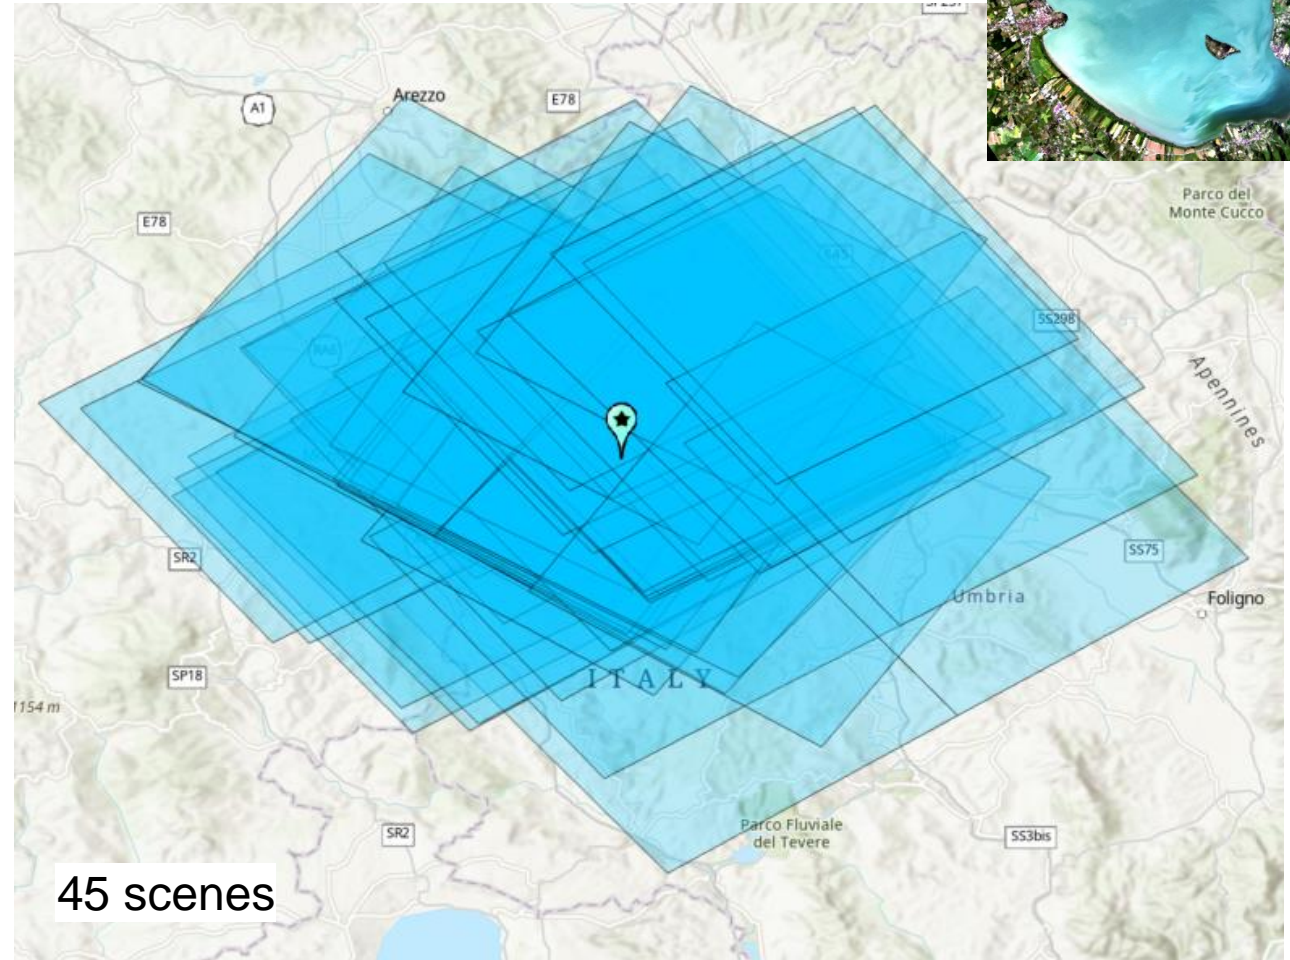 Arezzo
A1
E78
E78
Parco del
Monte Cucco
SS298
Apennines
SR2
SS75
Umbria
Foligno
ITALY
SP18
1154 m
SR2
Parco Fluviale
del Tevere
SS3bis
45 scenes